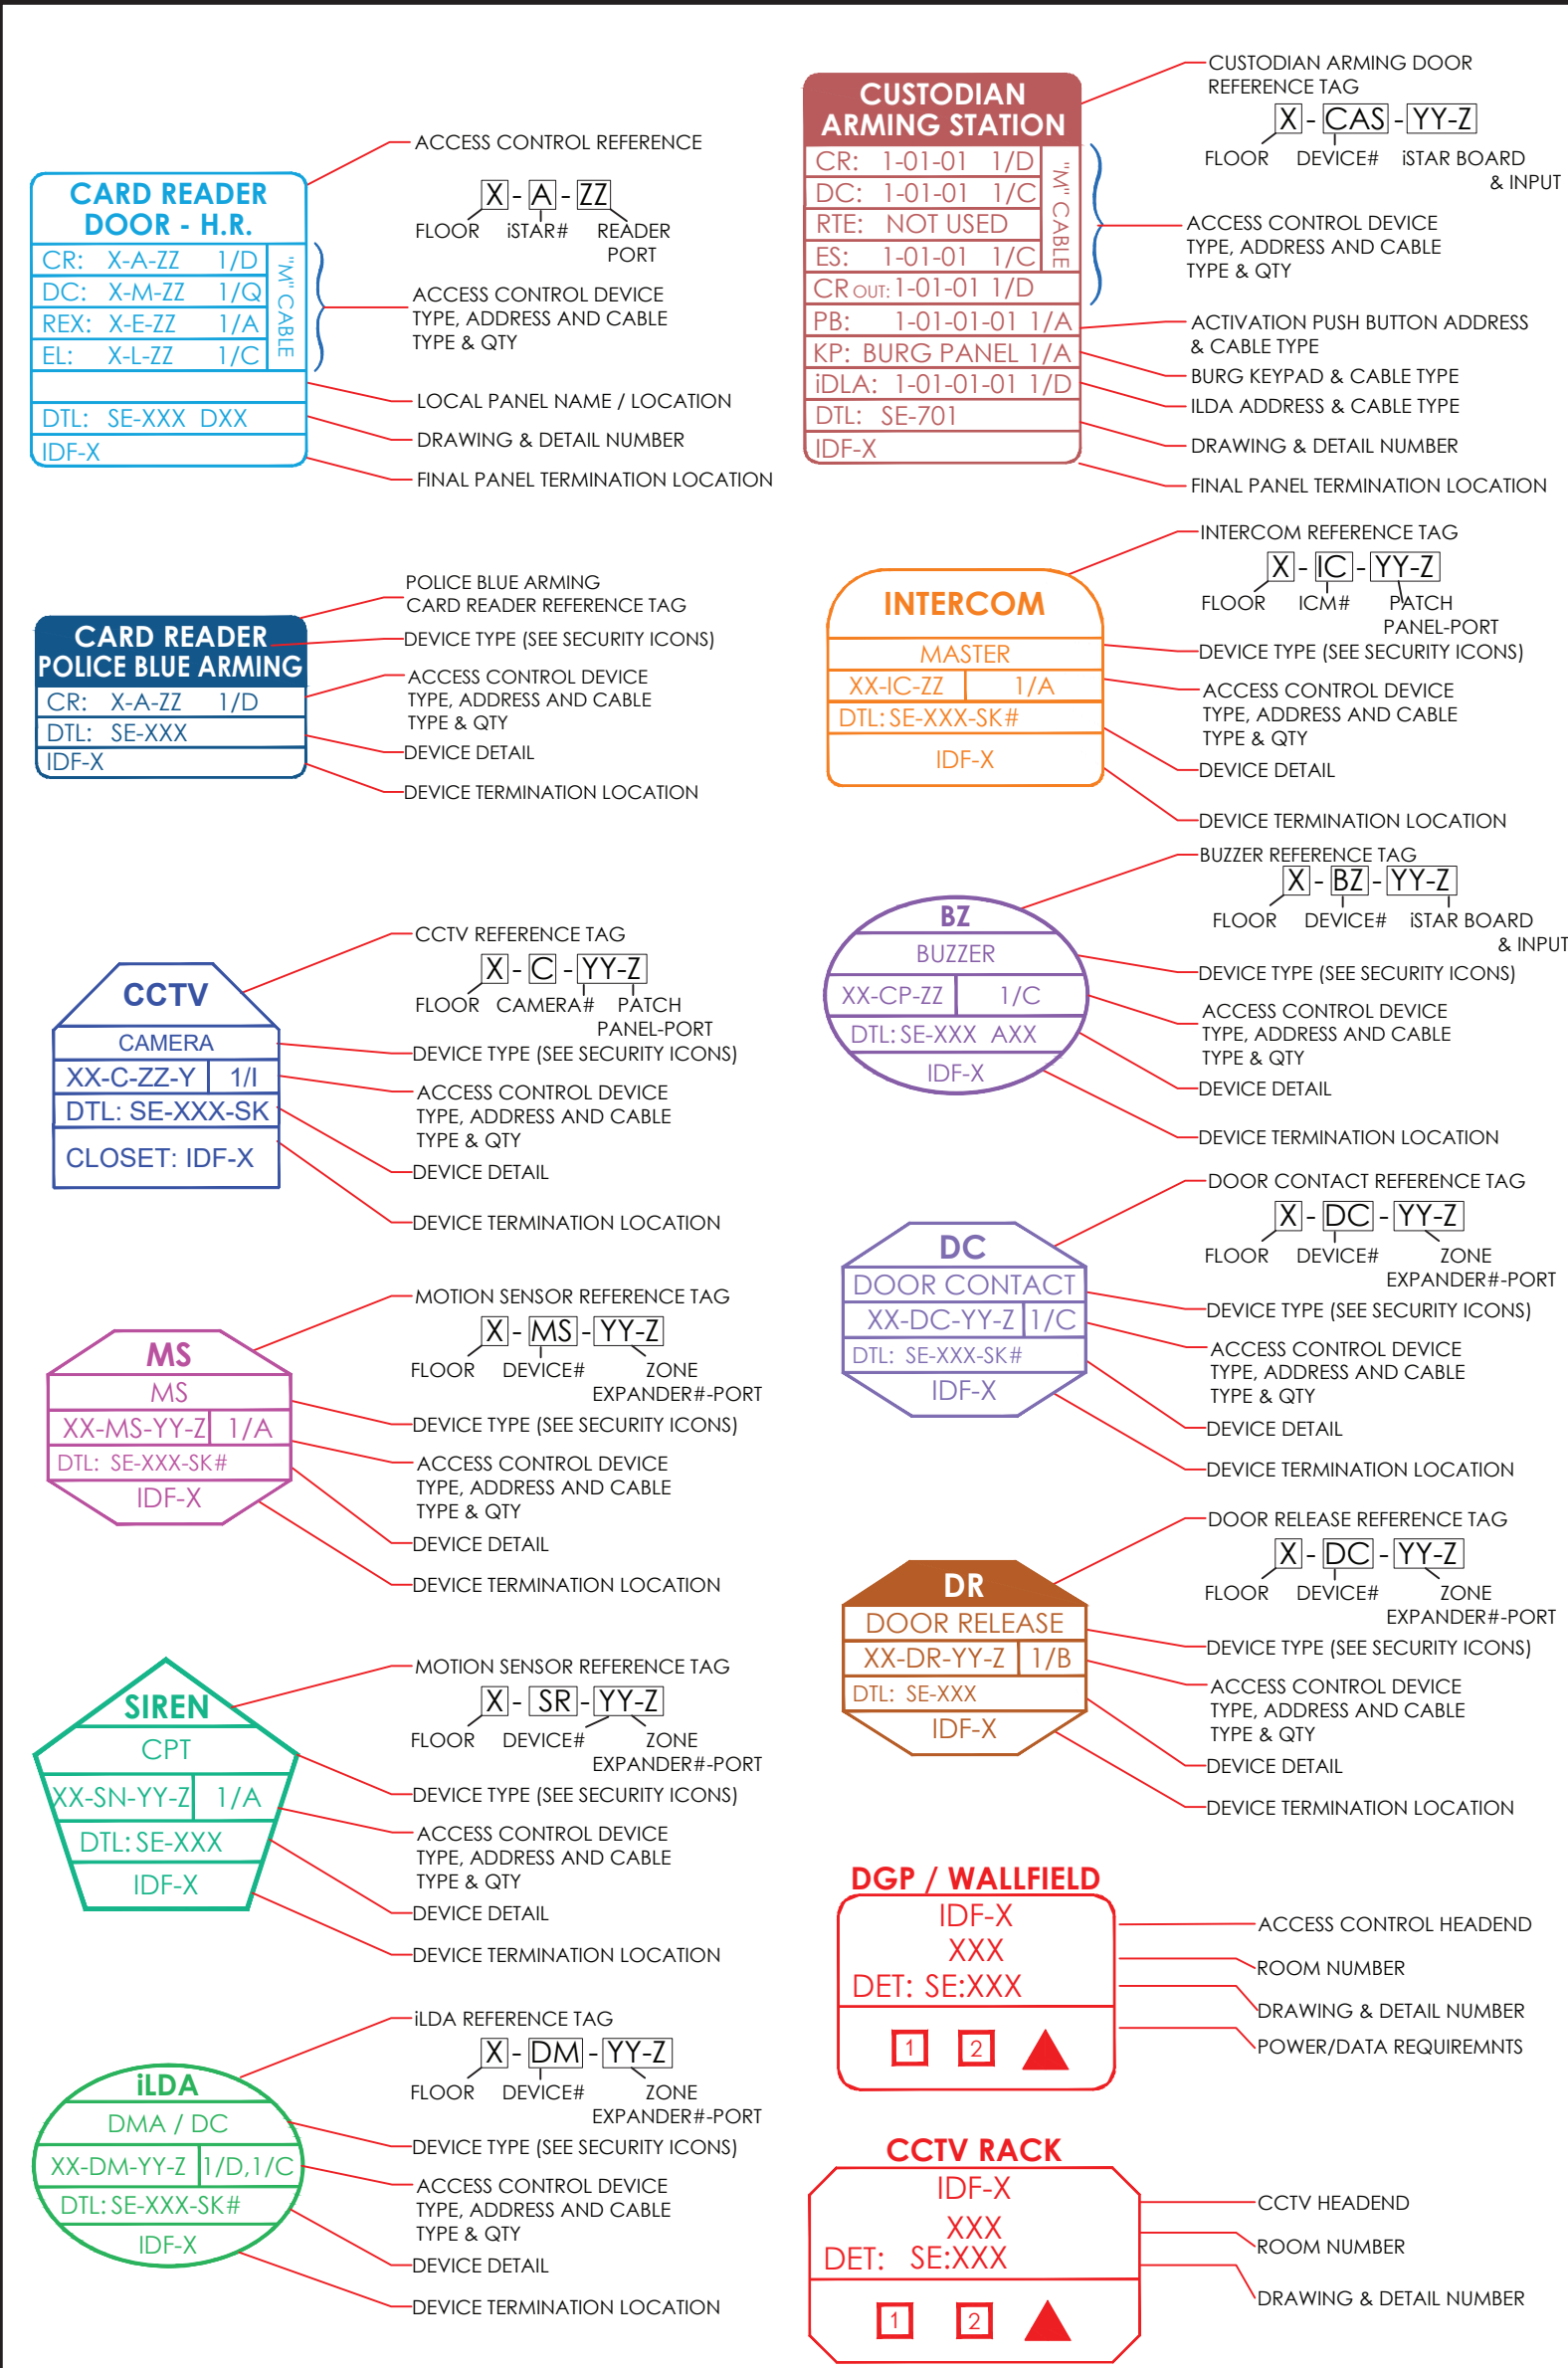 CARD READER
DOOR - H.R.
CR: X-A-ZZ 1/D
DC: X-M-ZZ 1/Q
REX: X-E-ZZ 1/A
EL: X-L-ZZ 1/C
"M" CABLE
DTL: SE-XXX DXX
IDF-X
ACCESS CONTROL REFERENCE
X - A - ZZ
FLOOR iSTAR# READER
PORT
ACCESS CONTROL DEVICE
TYPE, ADDRESS AND CABLE
TYPE & QTY
LOCAL PANEL NAME / LOCATION
DRAWING & DETAIL NUMBER
FINAL PANEL TERMINATION LOCATION
CUSTODIAN
ARMING STATION
CR: 1-01-01 1/D
DC: 1-01-01 1/C
RTE: NOT USED
ES: 1-01-01 1/C
"M" CABLE
CR OUT: 1-01-01 1/D
PB: 1-01-01-01 1/A
KP: BURG PANEL 1/A
iDLA: 1-01-01-01 1/D
DTL: SE-701
IDF-X
CUSTODIAN ARMING DOOR
REFERENCE TAG
X - CAS - YY-Z
FLOOR DEVICE# iSTAR BOARD
& INPUT
ACCESS CONTROL DEVICE
TYPE, ADDRESS AND CABLE
TYPE & QTY
ACTIVATION PUSH BUTTON ADDRESS
& CABLE TYPE
BURG KEYPAD & CABLE TYPE
ILDA ADDRESS & CABLE TYPE
DRAWING & DETAIL NUMBER
FINAL PANEL TERMINATION LOCATION
CARD READER
POLICE BLUE ARMING
CR: X-A-ZZ 1/D
DTL: SE-XXX
IDF-X
POLICE BLUE ARMING
CARD READER REFERENCE TAG
DEVICE TYPE (SEE SECURITY ICONS)
ACCESS CONTROL DEVICE
TYPE, ADDRESS AND CABLE
TYPE & QTY
DEVICE DETAIL
DEVICE TERMINATION LOCATION
INTERCOM
MASTER
XX-IC-ZZ 1/A
DTL: SE-XXX-SK#
IDF-X
INTERCOM REFERENCE TAG
X - IC - YY-Z
FLOOR ICM# PATCH
PANEL-PORT
DEVICE TYPE (SEE SECURITY ICONS)
ACCESS CONTROL DEVICE
TYPE, ADDRESS AND CABLE
TYPE & QTY
DEVICE DETAIL
DEVICE TERMINATION LOCATION
CCTV
CAMERA
XX-C-ZZ-Y 1/I
DTL: SE-XXX-SK
CLOSET: IDF-X
CCTV REFERENCE TAG
X - C - YY-Z
FLOOR CAMERA# PATCH
PANEL-PORT
DEVICE TYPE (SEE SECURITY ICONS)
ACCESS CONTROL DEVICE
TYPE, ADDRESS AND CABLE
TYPE & QTY
DEVICE DETAIL
DEVICE TERMINATION LOCATION
BZ
BUZZER
XX-CP-ZZ 1/C
DTL: SE-XXX AXX
IDF-X
BUZZER REFERENCE TAG
X - BZ - YY-Z
FLOOR DEVICE# iSTAR BOARD
& INPUT
DEVICE TYPE (SEE SECURITY ICONS)
ACCESS CONTROL DEVICE
TYPE, ADDRESS AND CABLE
TYPE & QTY
DEVICE DETAIL
DEVICE TERMINATION LOCATION
MS
MS
XX-MS-YY-Z 1/A
DTL: SE-XXX-SK#
IDF-X
MOTION SENSOR REFERENCE TAG
X - MS - YY-Z
FLOOR DEVICE# ZONE
EXPANDER#-PORT
DEVICE TYPE (SEE SECURITY ICONS)
ACCESS CONTROL DEVICE
TYPE, ADDRESS AND CABLE
TYPE & QTY
DEVICE DETAIL
DEVICE TERMINATION LOCATION
DC
DOOR CONTACT
XX-DC-YY-Z 1/C
DTL: SE-XXX-SK#
IDF-X
DOOR CONTACT REFERENCE TAG
X - DC - YY-Z
FLOOR DEVICE# ZONE
EXPANDER#-PORT
DEVICE TYPE (SEE SECURITY ICONS)
ACCESS CONTROL DEVICE
TYPE, ADDRESS AND CABLE
TYPE & QTY
DEVICE DETAIL
DEVICE TERMINATION LOCATION
SIREN
CPT
XX-SN-YY-Z 1/A
DTL: SE-XXX
IDF-X
MOTION SENSOR REFERENCE TAG
X - SR - YY-Z
FLOOR DEVICE# ZONE
EXPANDER#-PORT
DEVICE TYPE (SEE SECURITY ICONS)
ACCESS CONTROL DEVICE
TYPE, ADDRESS AND CABLE
TYPE & QTY
DEVICE DETAIL
DEVICE TERMINATION LOCATION
DR
DOOR RELEASE
XX-DR-YY-Z 1/B
DTL: SE-XXX
IDF-X
DOOR RELEASE REFERENCE TAG
X - DC - YY-Z
FLOOR DEVICE# ZONE
EXPANDER#-PORT
DEVICE TYPE (SEE SECURITY ICONS)
ACCESS CONTROL DEVICE
TYPE, ADDRESS AND CABLE
TYPE & QTY
DEVICE DETAIL
DEVICE TERMINATION LOCATION
iLDA
DMA / DC
XX-DM-YY-Z 1/D,1/C
DTL: SE-XXX-SK#
IDF-X
iLDA REFERENCE TAG
X - DM - YY-Z
FLOOR DEVICE# ZONE
EXPANDER#-PORT
DEVICE TYPE (SEE SECURITY ICONS)
ACCESS CONTROL DEVICE
TYPE, ADDRESS AND CABLE
TYPE & QTY
DEVICE DETAIL
DEVICE TERMINATION LOCATION
DGP / WALLFIELD
IDF-X
XXX
DET: SE:XXX
1 2
ACCESS CONTROL HEADEND
ROOM NUMBER
DRAWING & DETAIL NUMBER
POWER/DATA REQUIREMNTS
CCTV RACK
IDF-X
XXX
DET: SE:XXX
1 2
CCTV HEADEND
ROOM NUMBER
DRAWING & DETAIL NUMBER